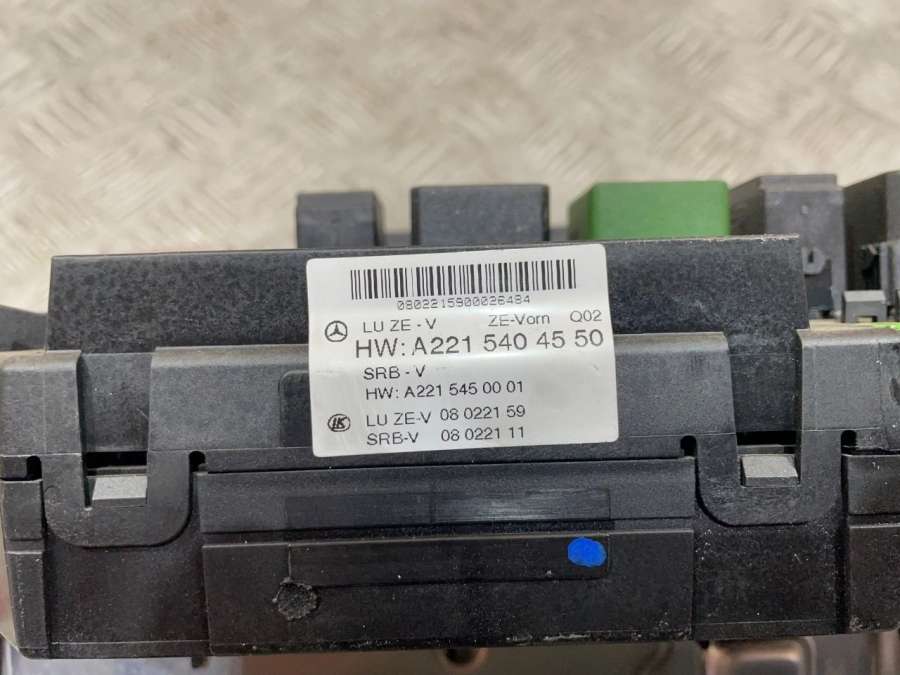 0802215900026484
LU ZE - V ZE-Vorn Q02
HW: A221 540 45 50
SRB - V
HW: A221 545 00 01
LK LU ZE-V 08 0221 59
SRB-V 08 0221 11